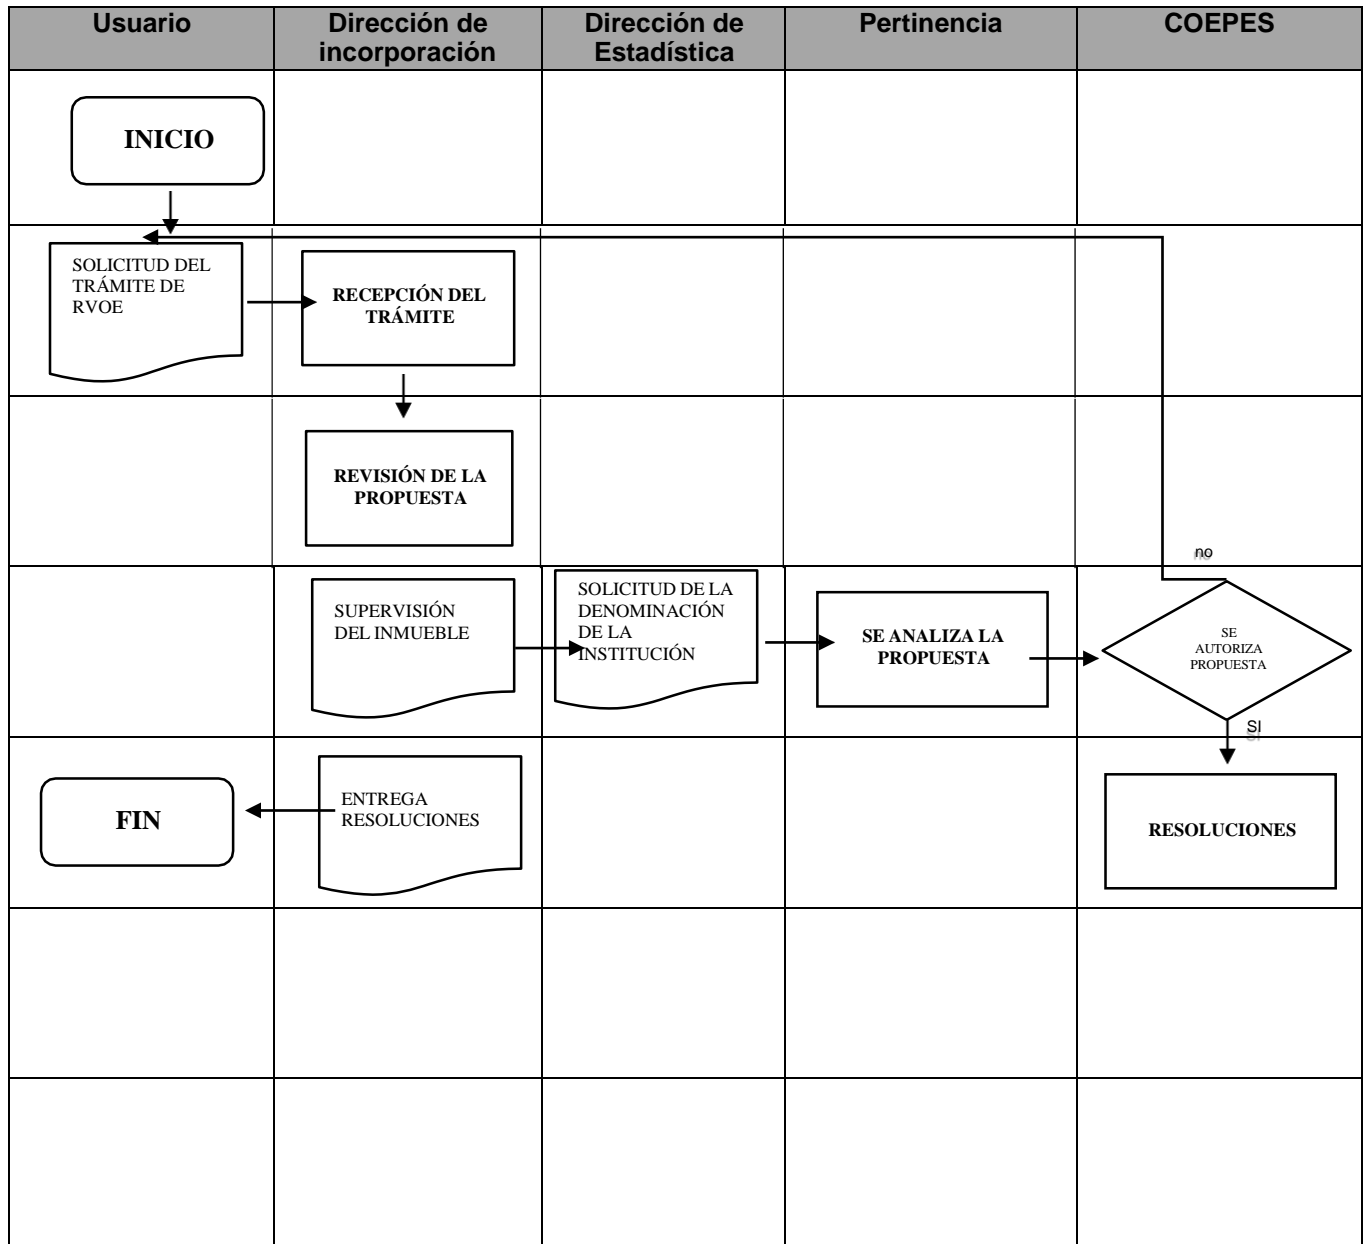 Usuario
Dirección de
incorporación
Dirección de
Estadística
Pertinencia
COEPES
INICIO
SOLICITUD DEL
TRÁMITE DE
RVOE
RECEPCIÓN DEL
TRÁMITE
REVISIÓN DE LA
PROPUESTA
no
SUPERVISIÓN
DEL INMUEBLE
SOLICITUD DE LA
DENOMINACIÓN
DE LA
INSTITUCIÓN
SE ANALIZA LA
PROPUESTA
SE
AUTORIZA
PROPUESTA
SI
FIN
ENTREGA
RESOLUCIONES
RESOLUCIONES